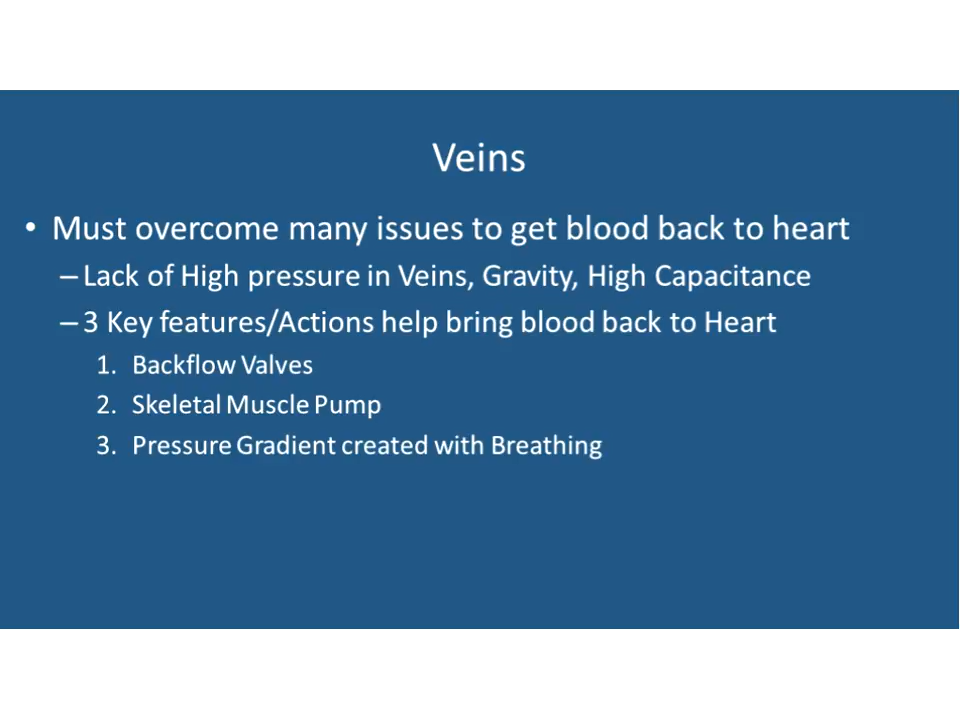 Veins
• Must overcome many issues to get blood back to heart
– Lack of High pressure in Veins, Gravity, High Capacitance
– 3 Key features/Actions help bring blood back to Heart
1. Backflow Valves
2. Skeletal Muscle Pump
3. Pressure Gradient created with Breathing